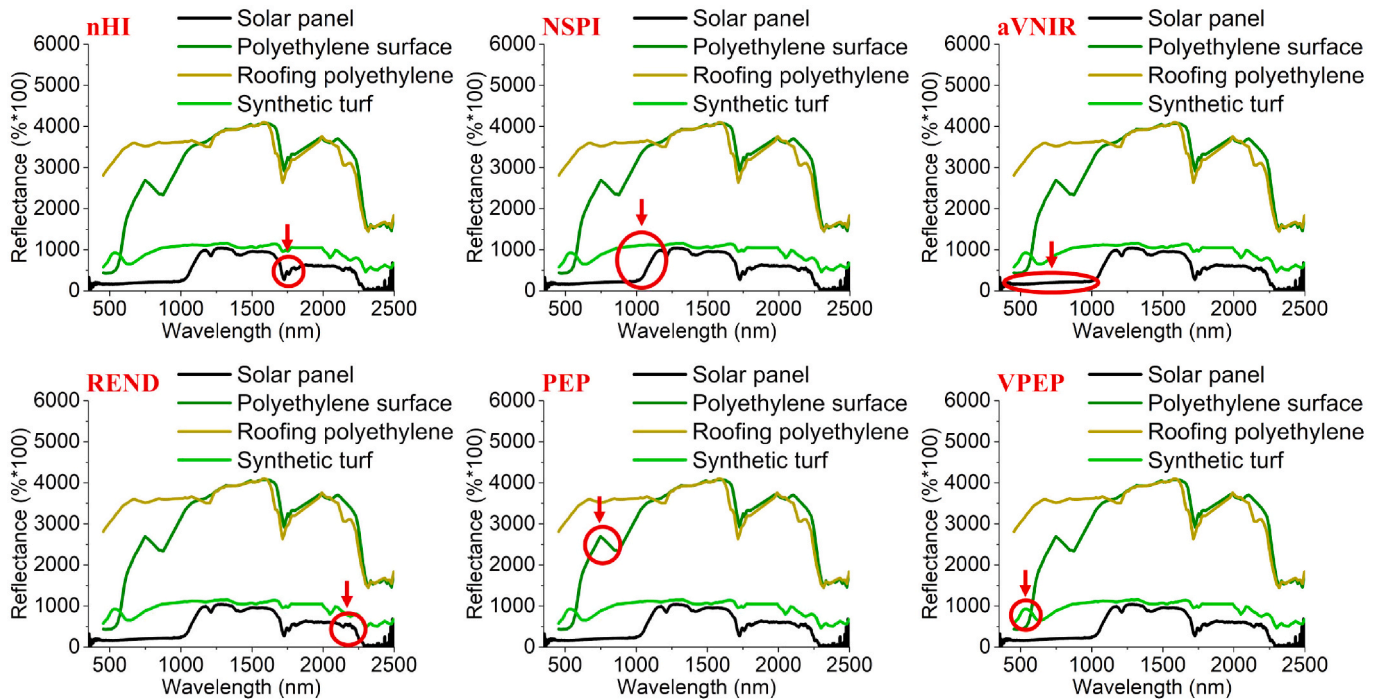 nHI
Solar panel
Polyethylene surface
Roofing polyethylene
Synthetic turf
Reflectance (%*100)
6000
5000
4000
3000
2000
1000
0
500 1000 1500 2000 2500
Wavelength (nm)
NSPI
Solar panel
Polyethylene surface
Roofing polyethylene
Synthetic turf
Reflectance (%*100)
6000
5000
4000
3000
2000
1000
0
500 1000 1500 2000 2500
Wavelength (nm)
aVNIR
Solar panel
Polyethylene surface
Roofing polyethylene
Synthetic turf
Reflectance (%*100)
6000
5000
4000
3000
2000
1000
0
500 1000 1500 2000 2500
Wavelength (nm)
REND
Solar panel
Polyethylene surface
Roofing polyethylene
Synthetic turf
Reflectance (%*100)
6000
5000
4000
3000
2000
1000
0
500 1000 1500 2000 2500
Wavelength (nm)
PEP
Solar panel
Polyethylene surface
Roofing polyethylene
Synthetic turf
Reflectance (%*100)
6000
5000
4000
3000
2000
1000
0
500 1000 1500 2000 2500
Wavelength (nm)
VPEP
Solar panel
Polyethylene surface
Roofing polyethylene
Synthetic turf
Reflectance (%*100)
6000
5000
4000
3000
2000
1000
0
500 1000 1500 2000 2500
Wavelength (nm)